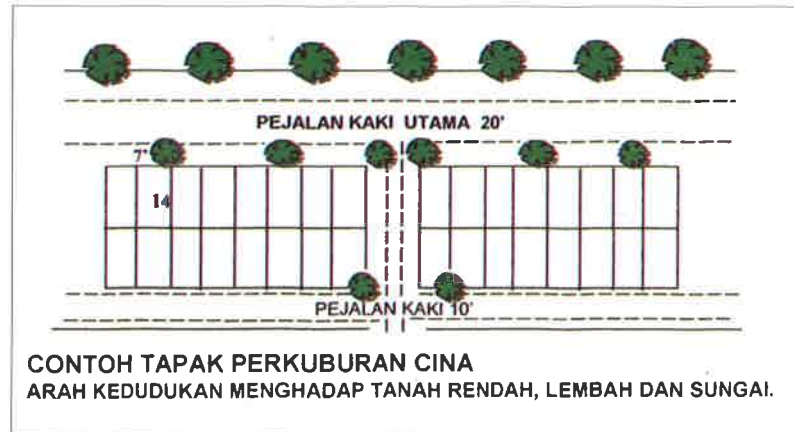 PEJALAN KAKI UTAMA 20'
7'
14
PEJALAN KAKI 10'
CONTOH TAPAK PERKUBURAN CINA
ARAH KEDUDUKAN MENGHADAP TANAH RENDAH, LEMBAH DAN SUNGAI.